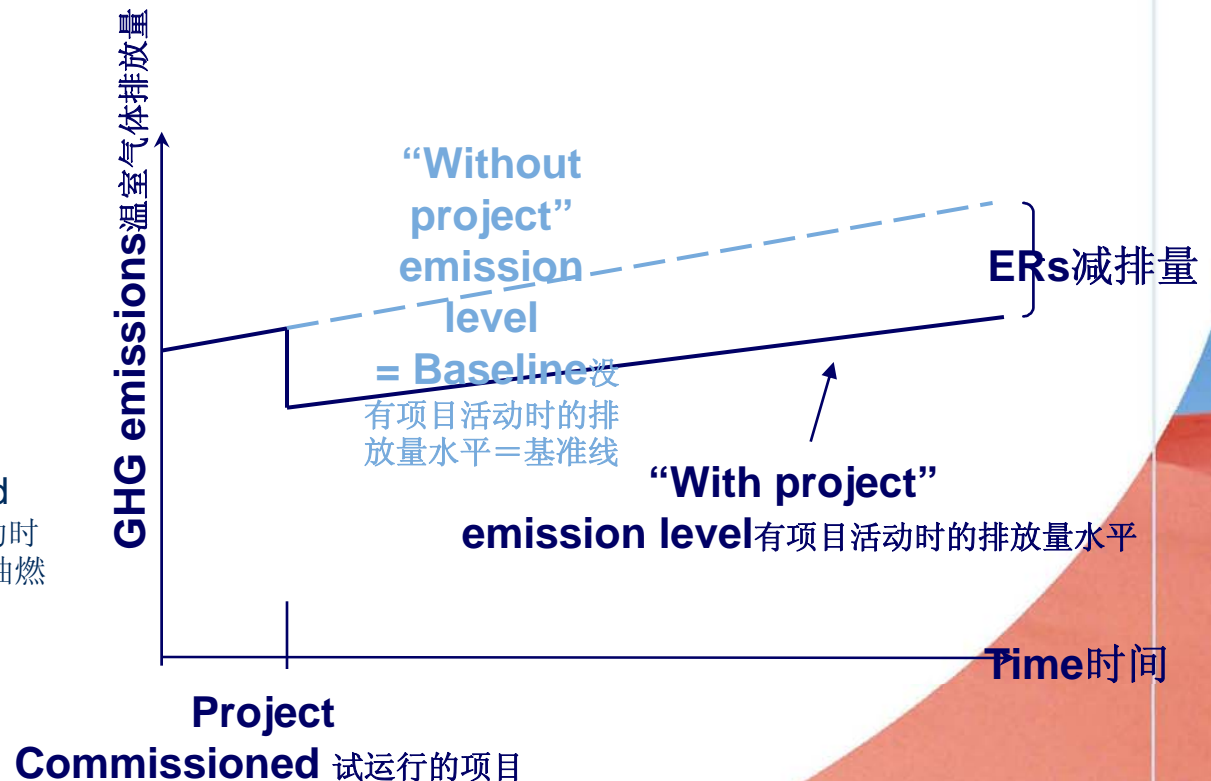 GHG emissions温室气体排放量
“Without
project”
emission
level
= Baseline没
有项目活动时的排
放量水平＝基准线
ERs减排量
“With project”
emission level有项目活动时的排放量水平
d
时
油燃
Time时间
Project
Commissioned 试运行的项目